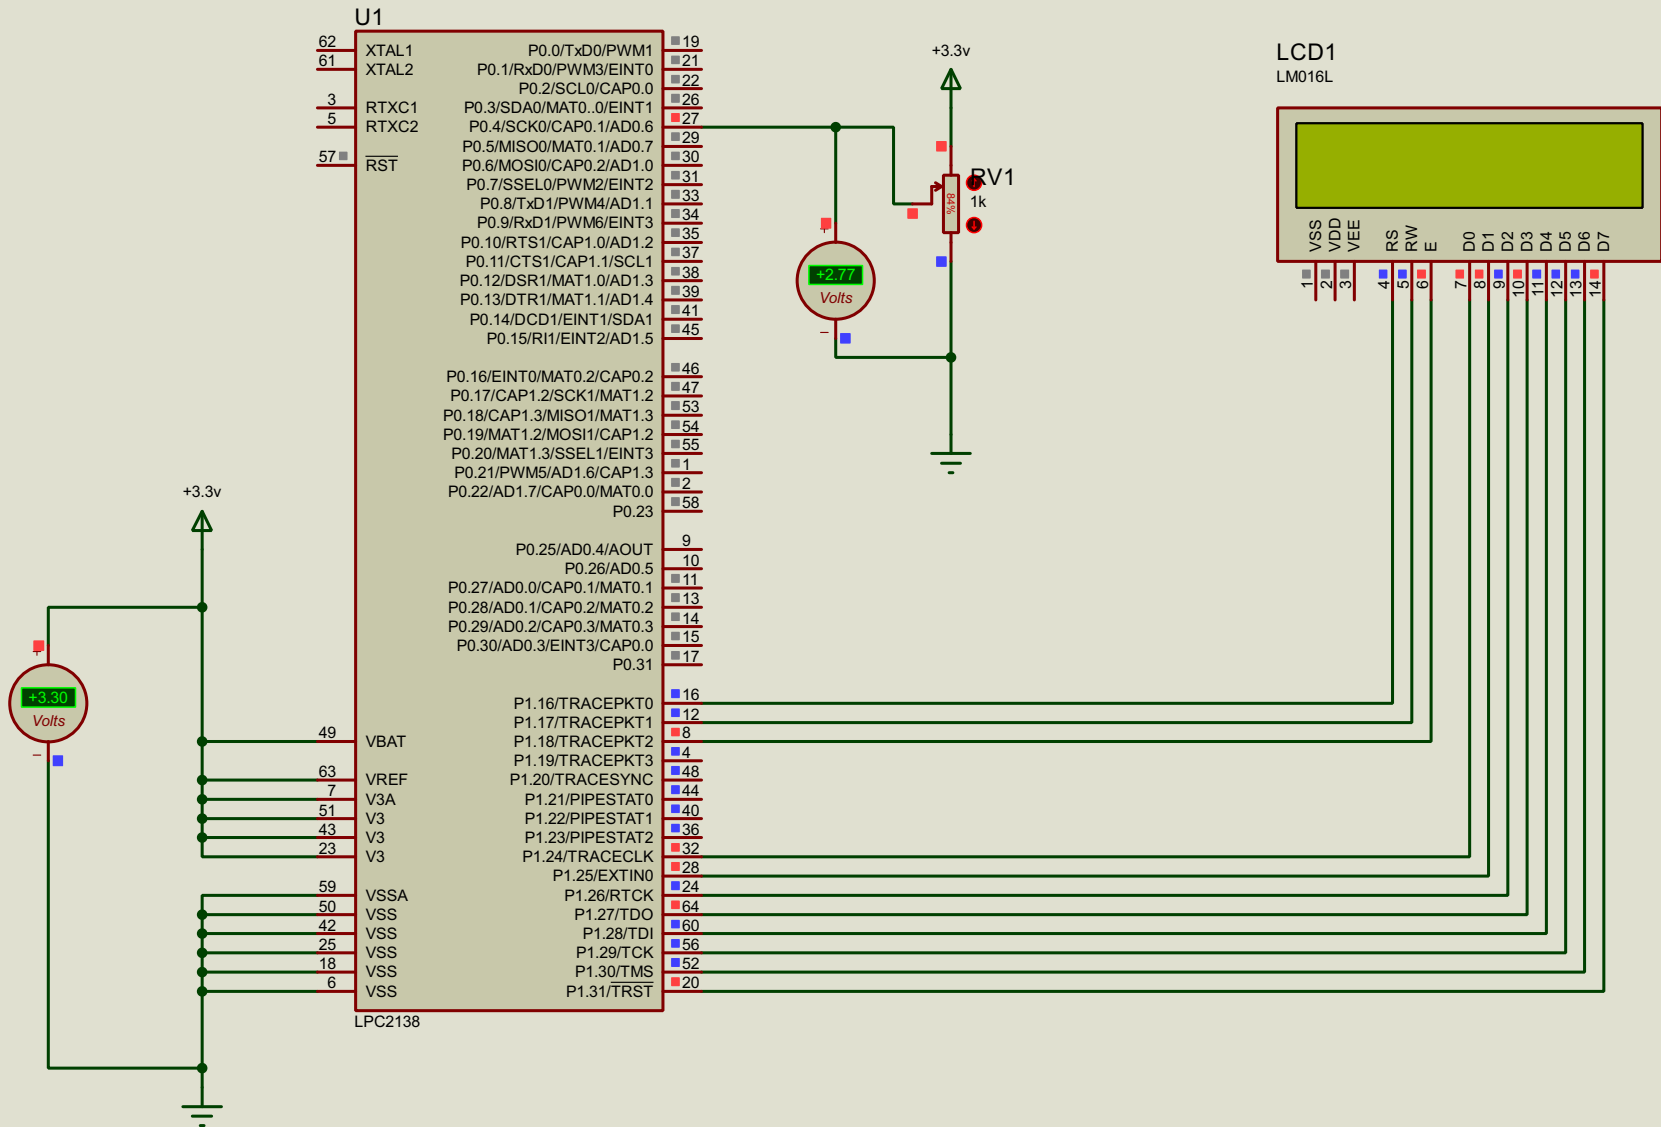 U1
62 XTAL1
61 XTAL2
3 RTXC1
5 RTXC2
57 RST
P0.0/TxD0/PWM1 19
P0.1/RxD0/PWM3/EINT0 21
P0.2/SCL0/CAP0.0 22
P0.3/SDA0/MAT0..0/EINT1 26
P0.4/SCK0/CAP0.1/AD0.6 27
P0.5/MISO0/MAT0.1/AD0.7 29
P0.6/MOSI0/CAP0.2/AD1.0 30
P0.7/SSEL0/PWM2/EINT2 31
P0.8/TxD1/PWM4/AD1.1 33
P0.9/RxD1/PWM6/EINT3 34
P0.10/RTS1/CAP1.0/AD1.2 35
P0.11/CTS1/CAP1.1/SCL1 37
P0.12/DSR1/MAT1.0/AD1.3 38
P0.13/DTR1/MAT1.1/AD1.4 39
P0.14/DCD1/EINT1/SDA1 41
P0.15/RI1/EINT2/AD1.5 45
P0.16/EINT0/MAT0.2/CAP0.2 46
P0.17/CAP1.2/SCK1/MAT1.2 47
P0.18/CAP1.3/MISO1/MAT1.3 53
P0.19/MAT1.2/MOSI1/CAP1.2 54
P0.20/MAT1.3/SSEL1/EINT3 55
P0.21/PWM5/AD1.6/CAP1.3 1
P0.22/AD1.7/CAP0.0/MAT0.0 2
P0.23 58
P0.25/AD0.4/AOUT 9
P0.26/AD0.5 10
P0.27/AD0.0/CAP0.1/MAT0.1 11
P0.28/AD0.1/CAP0.2/MAT0.2 13
P0.29/AD0.2/CAP0.3/MAT0.3 14
P0.30/AD0.3/EINT3/CAP0.0 15
P0.31 17
P1.16/TRACEPKT0 16
P1.17/TRACEPKT1 12
P1.18/TRACEPKT2 8
P1.19/TRACEPKT3 4
P1.20/TRACESYNC 48
P1.21/PIPESTAT0 44
P1.22/PIPESTAT1 40
P1.23/PIPESTAT2 36
P1.24/TRACECLK 32
P1.25/EXTIN0 28
P1.26/RTCK 24
P1.27/TDO 64
P1.28/TDI 60
P1.29/TCK 56
P1.30/TMS 52
P1.31/TRST 20
49 VBAT
63 VREF
7 V3A
51 V3
43 V3
23 V3
59 VSSA
50 VSS
42 VSS
25 VSS
18 VSS
6 VSS
LPC2138
+3.3v
+
+3.30
Volts
−
+3.3v
RV1
1k
84%
+
+2.77
Volts
−
LCD1
LM016L
VSS VDD VEE RS RW E D0 D1 D2 D3 D4 D5 D6 D7
1 2 3 4 5 6 7 8 9 10 11 12 13 14